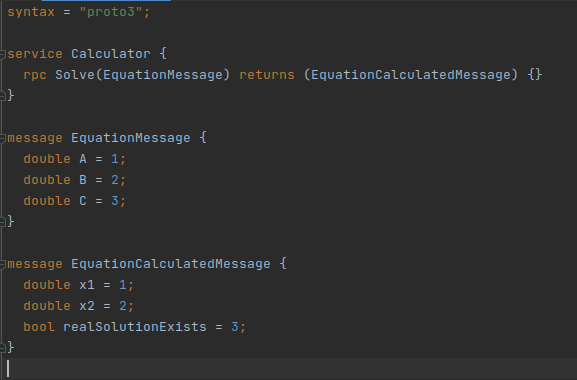 syntax = "proto3";
service Calculator {
  rpc Solve(EquationMessage) returns (EquationCalculatedMessage) {}
}
message EquationMessage {
  double A = 1;
  double B = 2;
  double C = 3;
}
message EquationCalculatedMessage {
  double x1 = 1;
  double x2 = 2;
  bool realSolutionExists = 3;
}